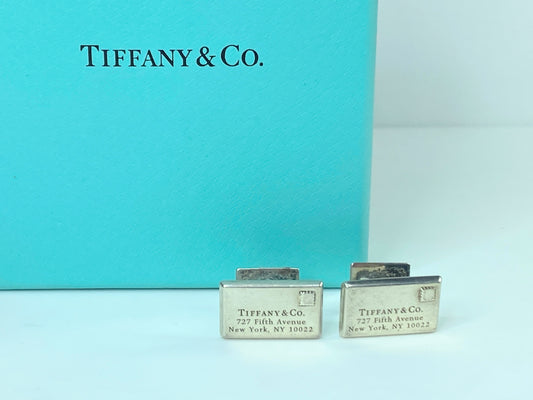 TIFFANY & CO.
TIFFANY & CO.
727 Fifth Avenue
New York, NY 10022
TIFFANY & CO.
727 Fifth Avenue
New York, NY 10022